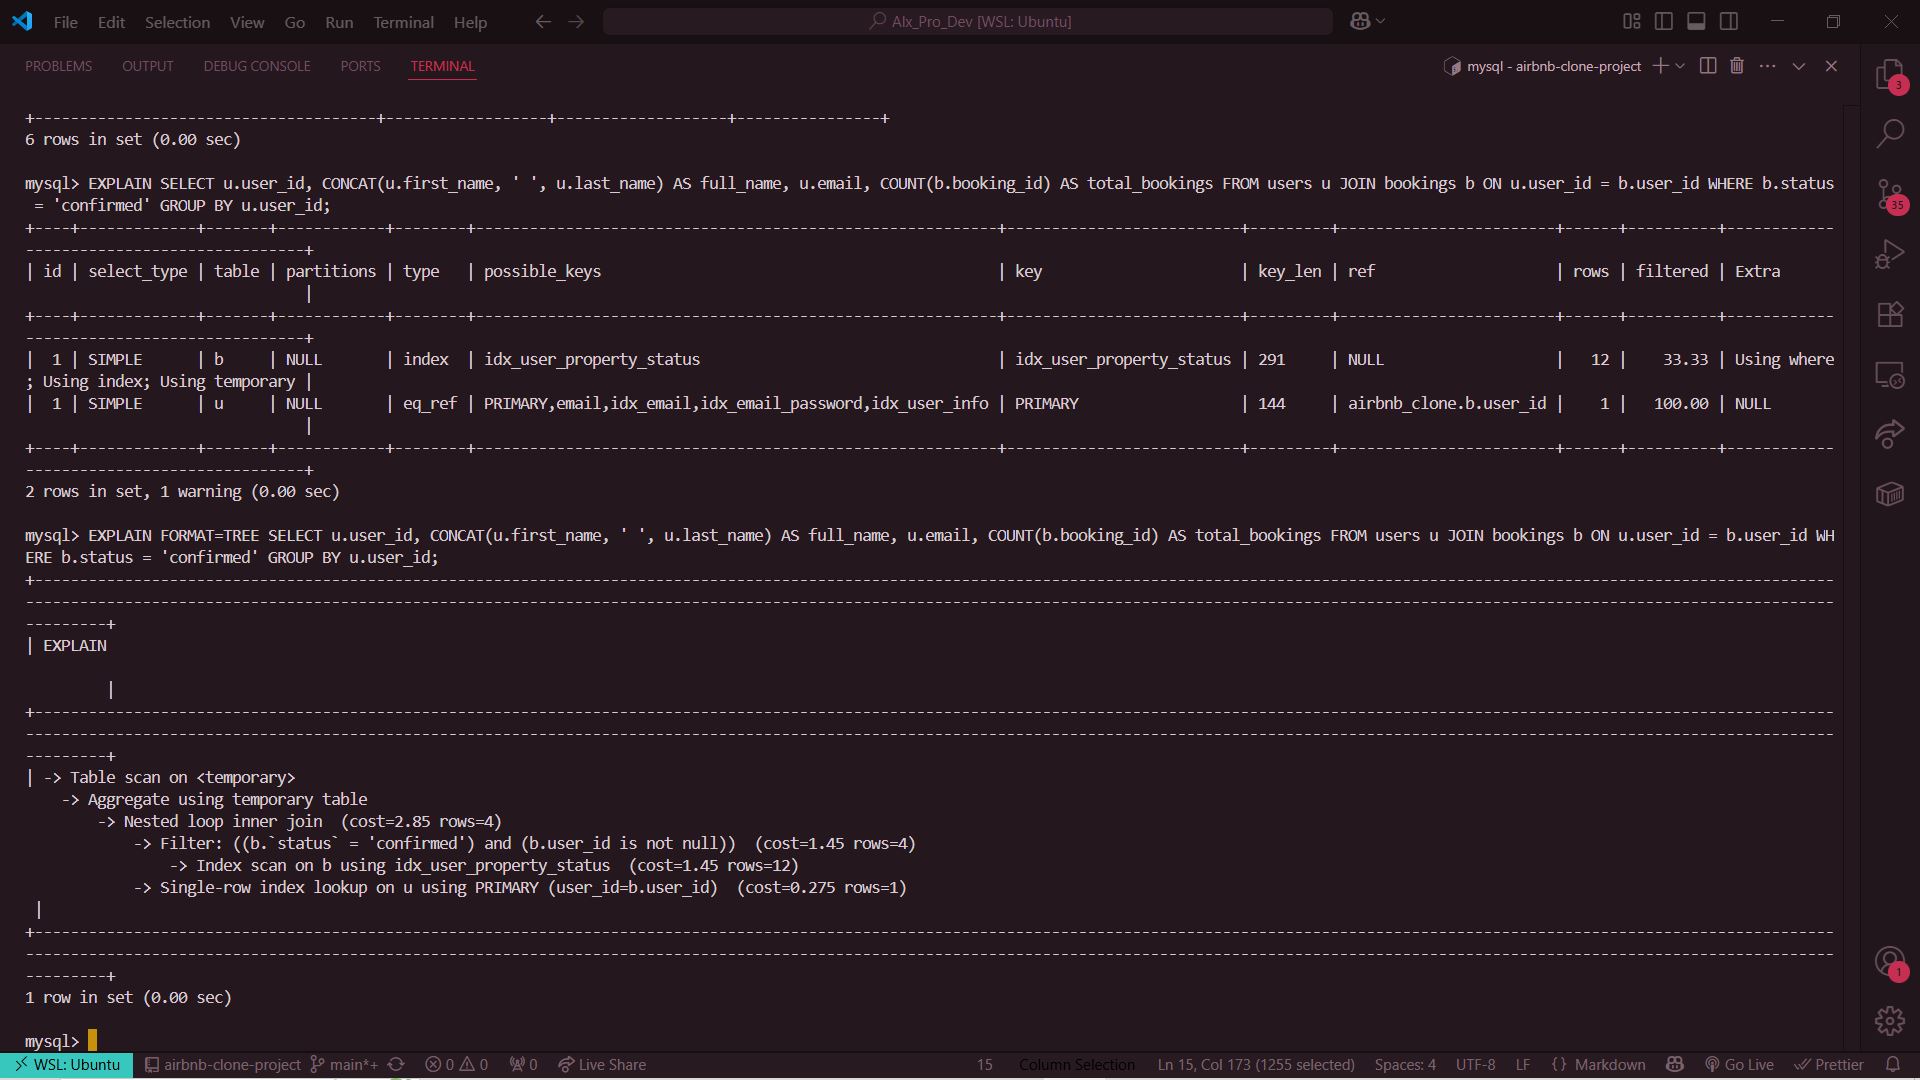 File Edit Selection View Go Run Terminal Help
Alx_Pro_Dev [WSL: Ubuntu]
PROBLEMS OUTPUT DEBUG CONSOLE PORTS TERMINAL
mysql - airbnb-clone-project
+--------------------------------------+------------------+-------------------+----------------+
6 rows in set (0.00 sec)
mysql> EXPLAIN SELECT u.user_id, CONCAT(u.first_name, ' ', u.last_name) AS full_name, u.email, COUNT(b.booking_id) AS total_bookings FROM users u JOIN bookings b ON u.user_id = b.user_id WHERE b.status
= 'confirmed' GROUP BY u.user_id;
+----+-------------+-------+------------+--------+----------------------------------------------------------+--------------------------+---------+--------------------------+------+----------+------------
-------------------------------+
| id | select_type | table | partitions | type   | possible_keys                                            | key                      | key_len | ref                      | rows | filtered | Extra
|
+----+-------------+-------+------------+--------+----------------------------------------------------------+--------------------------+---------+--------------------------+------+----------+------------
-------------------------------+
|  1 | SIMPLE      | b     | NULL       | index  | idx_user_property_status                                 | idx_user_property_status | 291     | NULL                     |   12 |    33.33 | Using where
; Using index; Using temporary |
|  1 | SIMPLE      | u     | NULL       | eq_ref | PRIMARY,email,idx_email,idx_email_password,idx_user_info | PRIMARY                  | 144     | airbnb_clone.b.user_id |    1 |   100.00 | NULL
|
+----+-------------+-------+------------+--------+----------------------------------------------------------+--------------------------+---------+--------------------------+------+----------+------------
-------------------------------+
2 rows in set, 1 warning (0.00 sec)
mysql> EXPLAIN FORMAT=TREE SELECT u.user_id, CONCAT(u.first_name, ' ', u.last_name) AS full_name, u.email, COUNT(b.booking_id) AS total_bookings FROM users u JOIN bookings b ON u.user_id = b.user_id WH
ERE b.status = 'confirmed' GROUP BY u.user_id;
| EXPLAIN
|
| -> Table scan on <temporary>
-> Aggregate using temporary table
-> Nested loop inner join  (cost=2.85 rows=4)
-> Filter: ((b.`status` = 'confirmed') and (b.user_id is not null))  (cost=1.45 rows=4)
-> Index scan on b using idx_user_property_status  (cost=1.45 rows=12)
-> Single-row index lookup on u using PRIMARY (user_id=b.user_id)  (cost=0.275 rows=1)
|
1 row in set (0.00 sec)
mysql>
3
35
1
WSL: Ubuntu airbnb-clone-project main*+ 0 0 0 Live Share 15 Column Selection Ln 15, Col 173 (1255 selected) Spaces: 4 UTF-8 LF {} Markdown Go Live Prettier